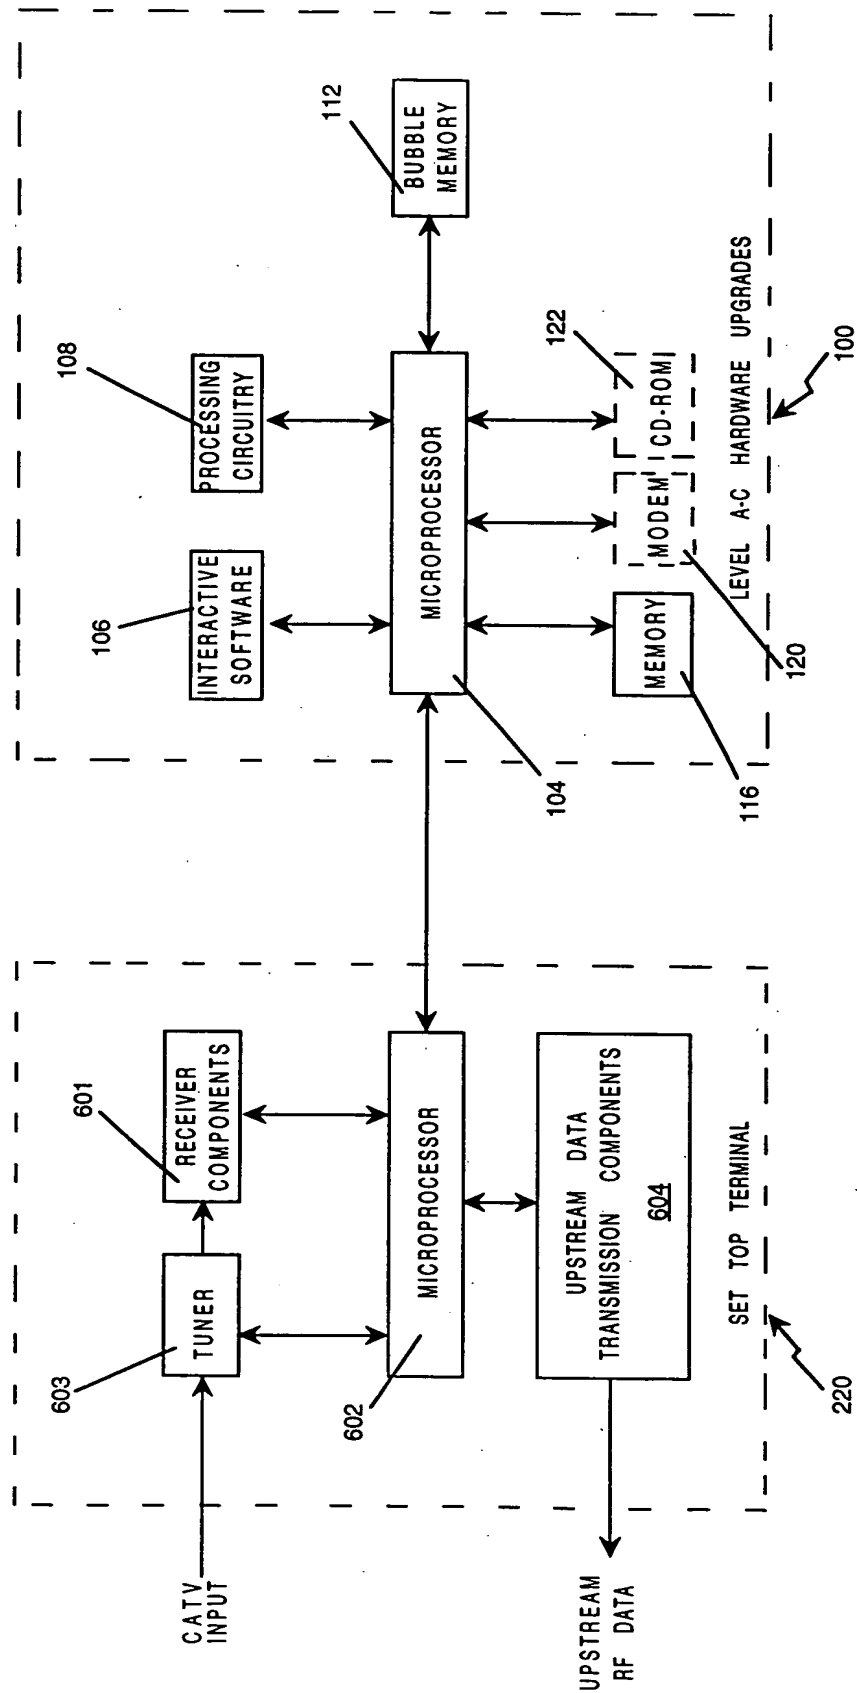 CATV
INPUT
603
TUNER
601
RECEIVER
COMPONENTS
602
MICROPROCESSOR
UPSTREAM DATA
TRANSMISSION COMPONENTS
604
UPSTREAM
RF DATA
SET TOP TERMINAL
220
106
INTERACTIVE
SOFTWARE
108
PROCESSING
CIRCUITRY
112
BUBBLE
MEMORY
MICROPROCESSOR
104
MEMORY
116
MODEM
120
CD-ROM
122
LEVEL A-C HARDWARE UPGRADES
100